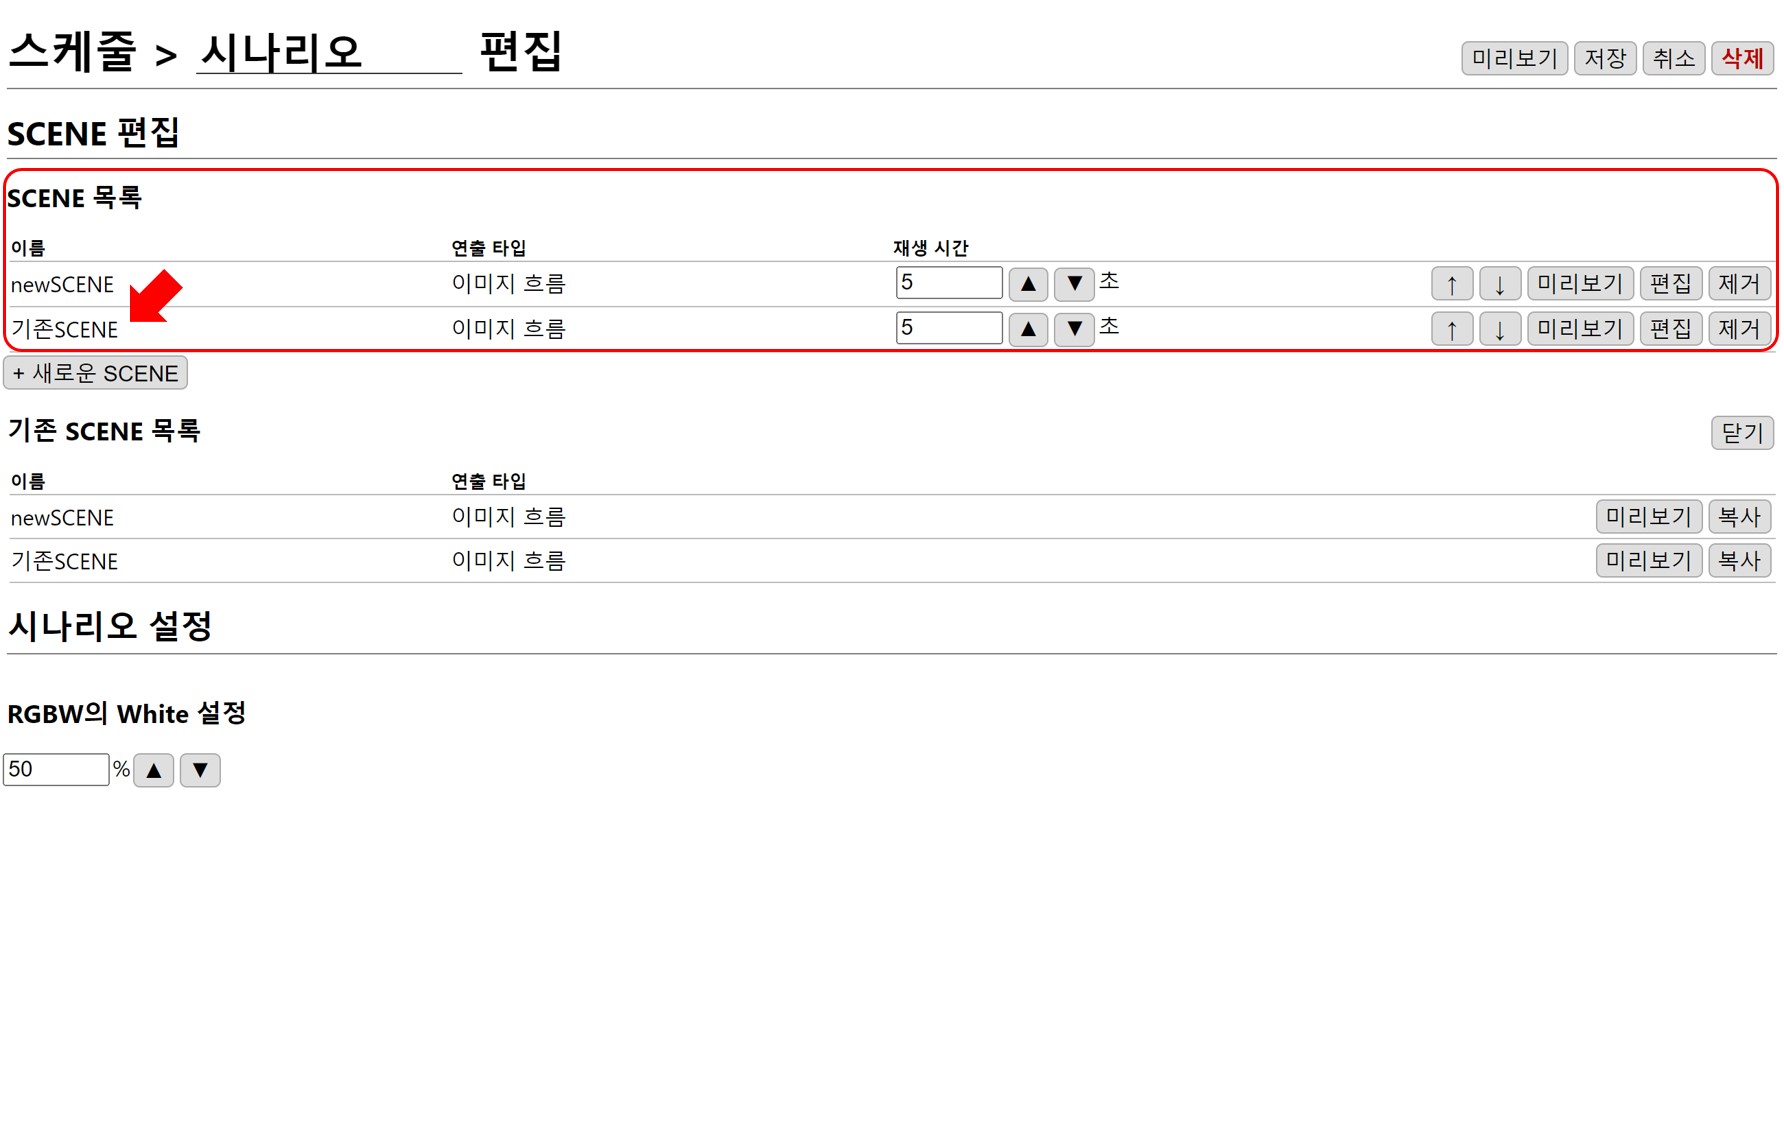 스케줄 > 시나리오 편집
미리보기 저장 취소 삭제
SCENE 편집
SCENE 목록
이름 연출 타입 재생 시간
newSCENE 이미지 흐름 5 ▲ ▼ 초 ↑ ↓ 미리보기 편집 제거
기존SCENE 이미지 흐름 5 ▲ ▼ 초 ↑ ↓ 미리보기 편집 제거
+ 새로운 SCENE
기존 SCENE 목록 닫기
이름 연출 타입
newSCENE 이미지 흐름 미리보기 복사
기존SCENE 이미지 흐름 미리보기 복사
시나리오 설정
RGBW의 White 설정
50 % ▲ ▼